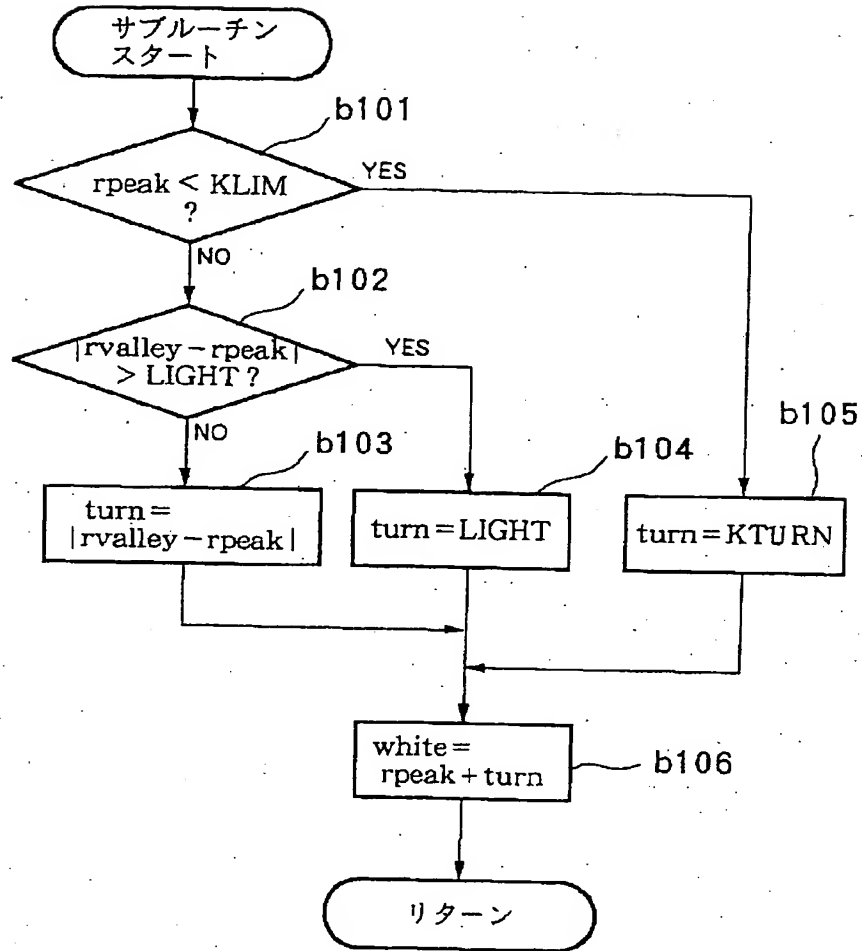 サブルーチン
スタート
b101
rpeak < KLIM
?
YES
NO
b102
|rvalley−rpeak|
> LIGHT ?
YES
NO
b103
turn=
|rvalley−rpeak|
b104
turn=LIGHT
b105
turn=KTURN
white=
rpeak+turn
b106
リターン